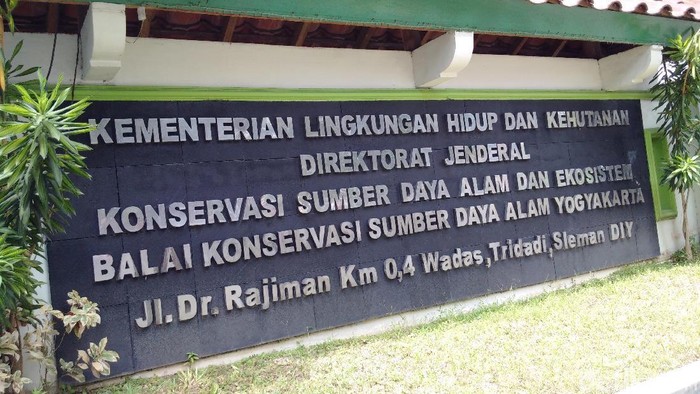 KEMENTERIAN LINGKUNGAN HIDUP DAN KEHUTANAN
DIREKTORAT JENDERAL
KONSERVASI SUMBER DAYA ALAM DAN EKOSISTEM
BALAI KONSERVASI SUMBER DAYA ALAM YOGYAKARTA
Jl.Dr. Rajiman Km 0,4 Wadas,Tridadi,Sleman DIY